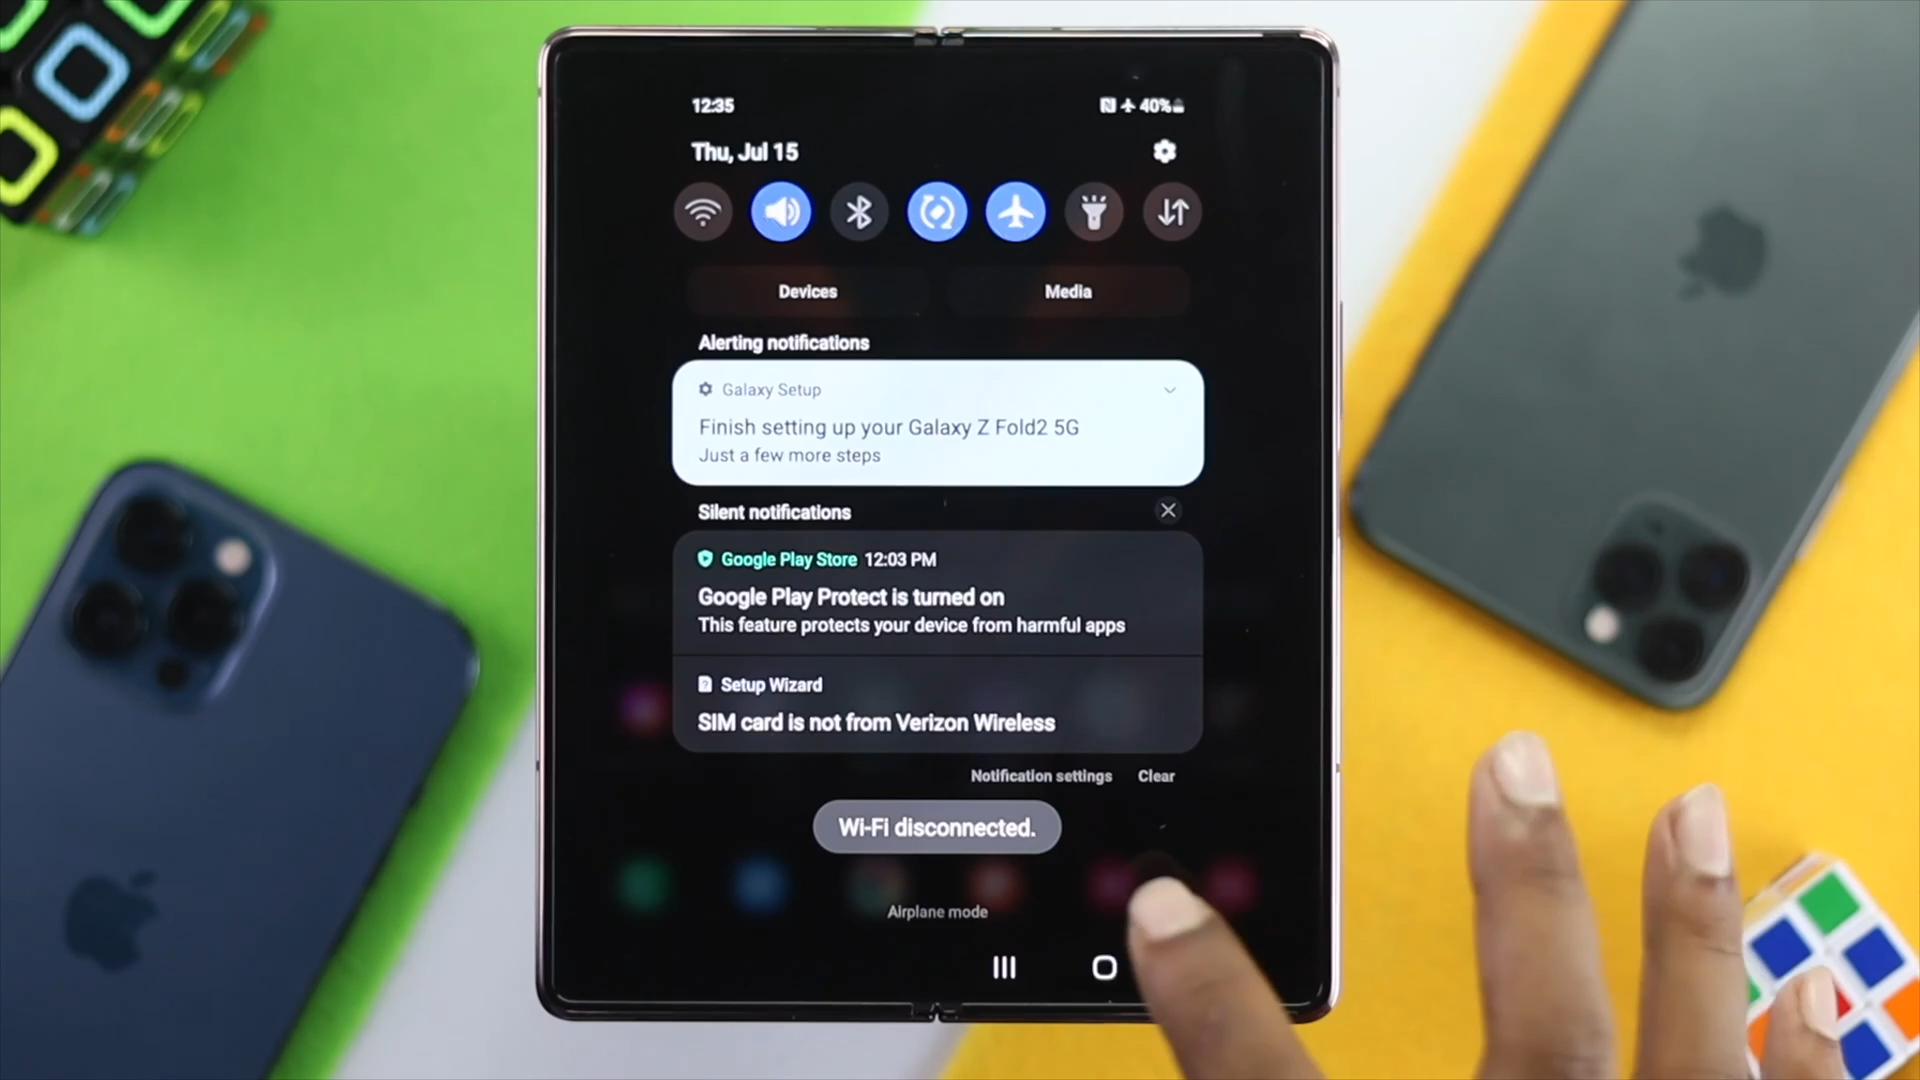 12:35
40%
Thu, Jul 15
Devices
Media
Alerting notifications
Galaxy Setup
Finish setting up your Galaxy Z Fold2 5G
Just a few more steps
Silent notifications
Google Play Store 12:03 PM
Google Play Protect is turned on
This feature protects your device from harmful apps
Setup Wizard
SIM card is not from Verizon Wireless
Notification settings
Clear
Wi-Fi disconnected.
Airplane mode